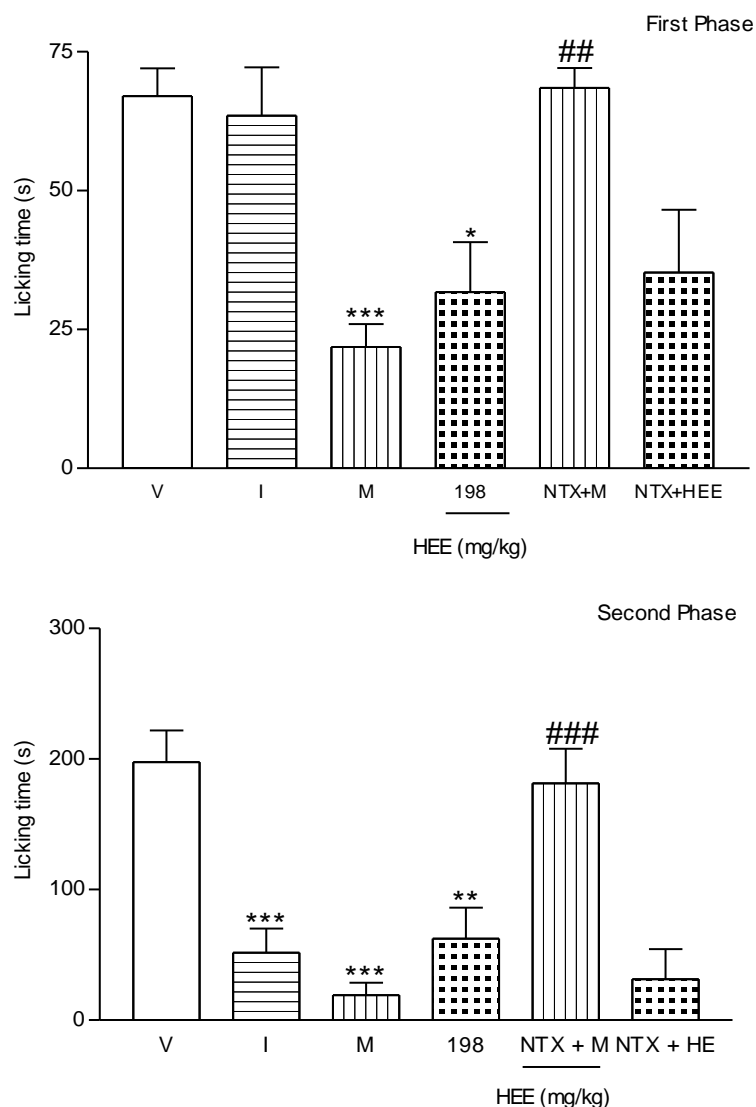 First Phase
75
50
25
0
Licking time (s)
***
*
##
V I M 198 NTX+M NTX+HEE
HEE (mg/kg)
Second Phase
300
200
100
0
Licking time (s)
***
***
**
###
V I M 198 NTX + M NTX + HE
HEE (mg/kg)